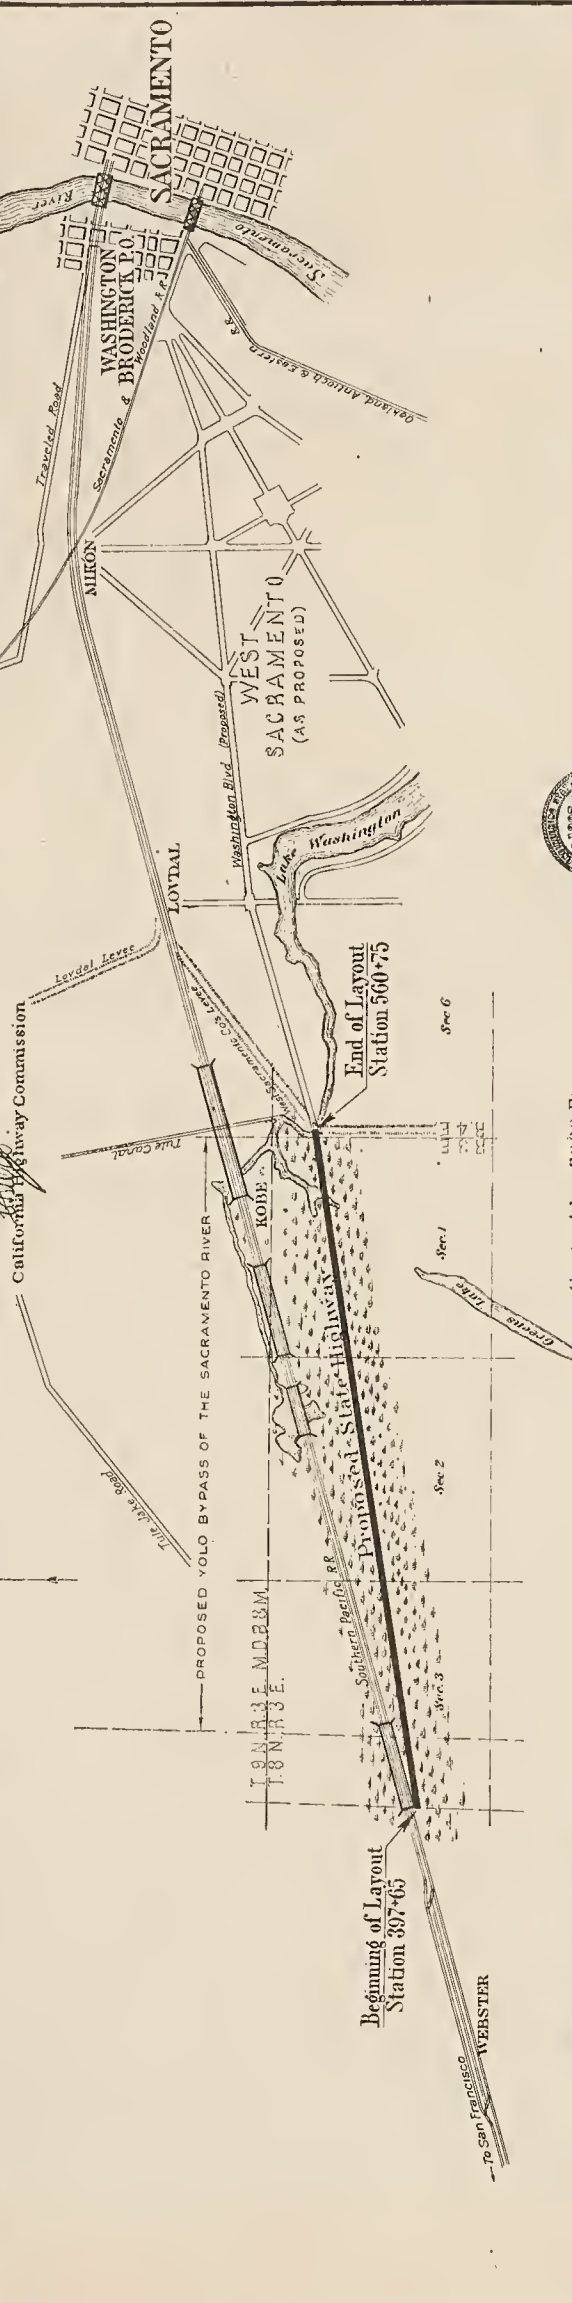 SACRAMENTO
River
Sacramento
WASHINGTON
BRODERICK P.O.
Traveled Road
Sacramento & Woodland R R
Oakland, Antioch & Eastern
R R
MIKON
WEST
SACRAMENTO
(AS PROPOSED)
Washington Blvd (Proposed)
Lake Washington
LOVDAL
Lovdal Levee
West Sacramento Co's Levee
California Highway Commission
Tule Canal
KOBE
End of Layout
Station 560+75
Sec 6
R.3 E.
R.4 E.
Sec. 1
Greens Lake
PROPOSED YOLO BYPASS OF THE SACRAMENTO RIVER
Proposed State Highway
Sec 2
Tule Jake Road
Southern Pacific RR
T.9 N. R.3 E. M.D.B.&M.
T.8 N. R.3 E.
Sec. 3
Beginning of Layout
Station 397+65
To San Francisco
WEBSTER